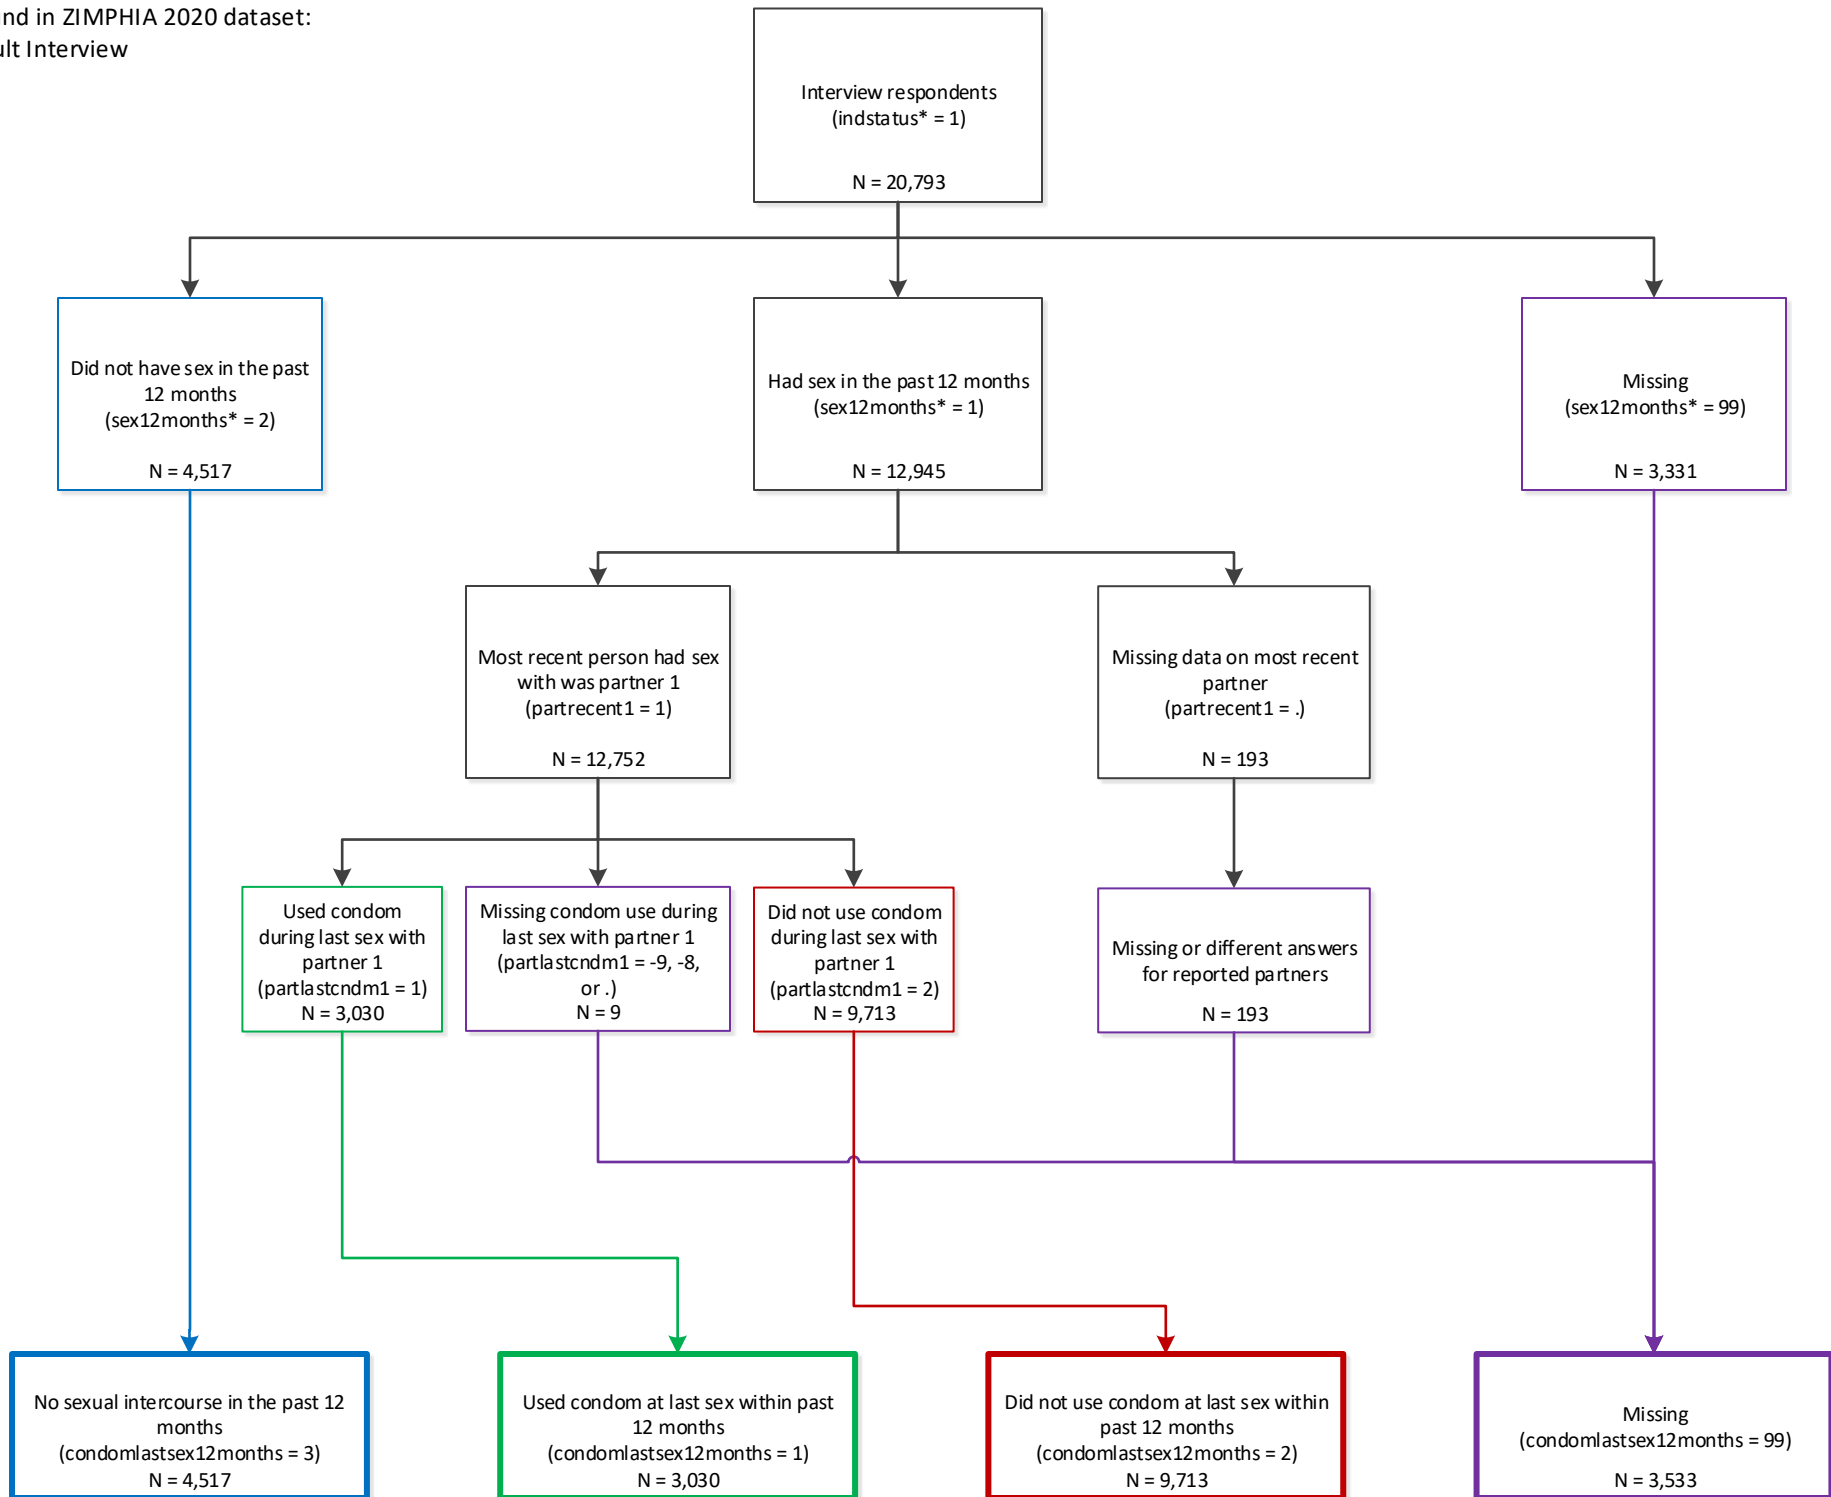 ZIMPHIA 2020 dataset:
Interview
Interview respondents
(indstatus* = 1)
N = 20,793
Did not have sex in the past
12 months
(sex12months* = 2)
N = 4,517
Had sex in the past 12 months
(sex12months* = 1)
N = 12,945
Missing
(sex12months* = 99)
N = 3,331
Most recent person had sex
with was partner 1
(partrecent1 = 1)
N = 12,752
Missing data on most recent
partner
(partrecent1 = .)
N = 193
Used condom
during last sex with
partner 1
(partlastcndm1 = 1)
N = 3,030
Missing condom use during
last sex with partner 1
(partlastcndm1 = -9, -8,
or .)
N = 9
Did not use condom
during last sex with
partner 1
(partlastcndm1 = 2)
N = 9,713
Missing or different answers
for reported partners
N = 193
No sexual intercourse in the past 12
months
(condomlastsex12months = 3)
N = 4,517
Used condom at last sex within past
12 months
(condomlastsex12months = 1)
N = 3,030
Did not use condom at last sex within
past 12 months
(condomlastsex12months = 2)
N = 9,713
Missing
(condomlastsex12months = 99)
N = 3,533